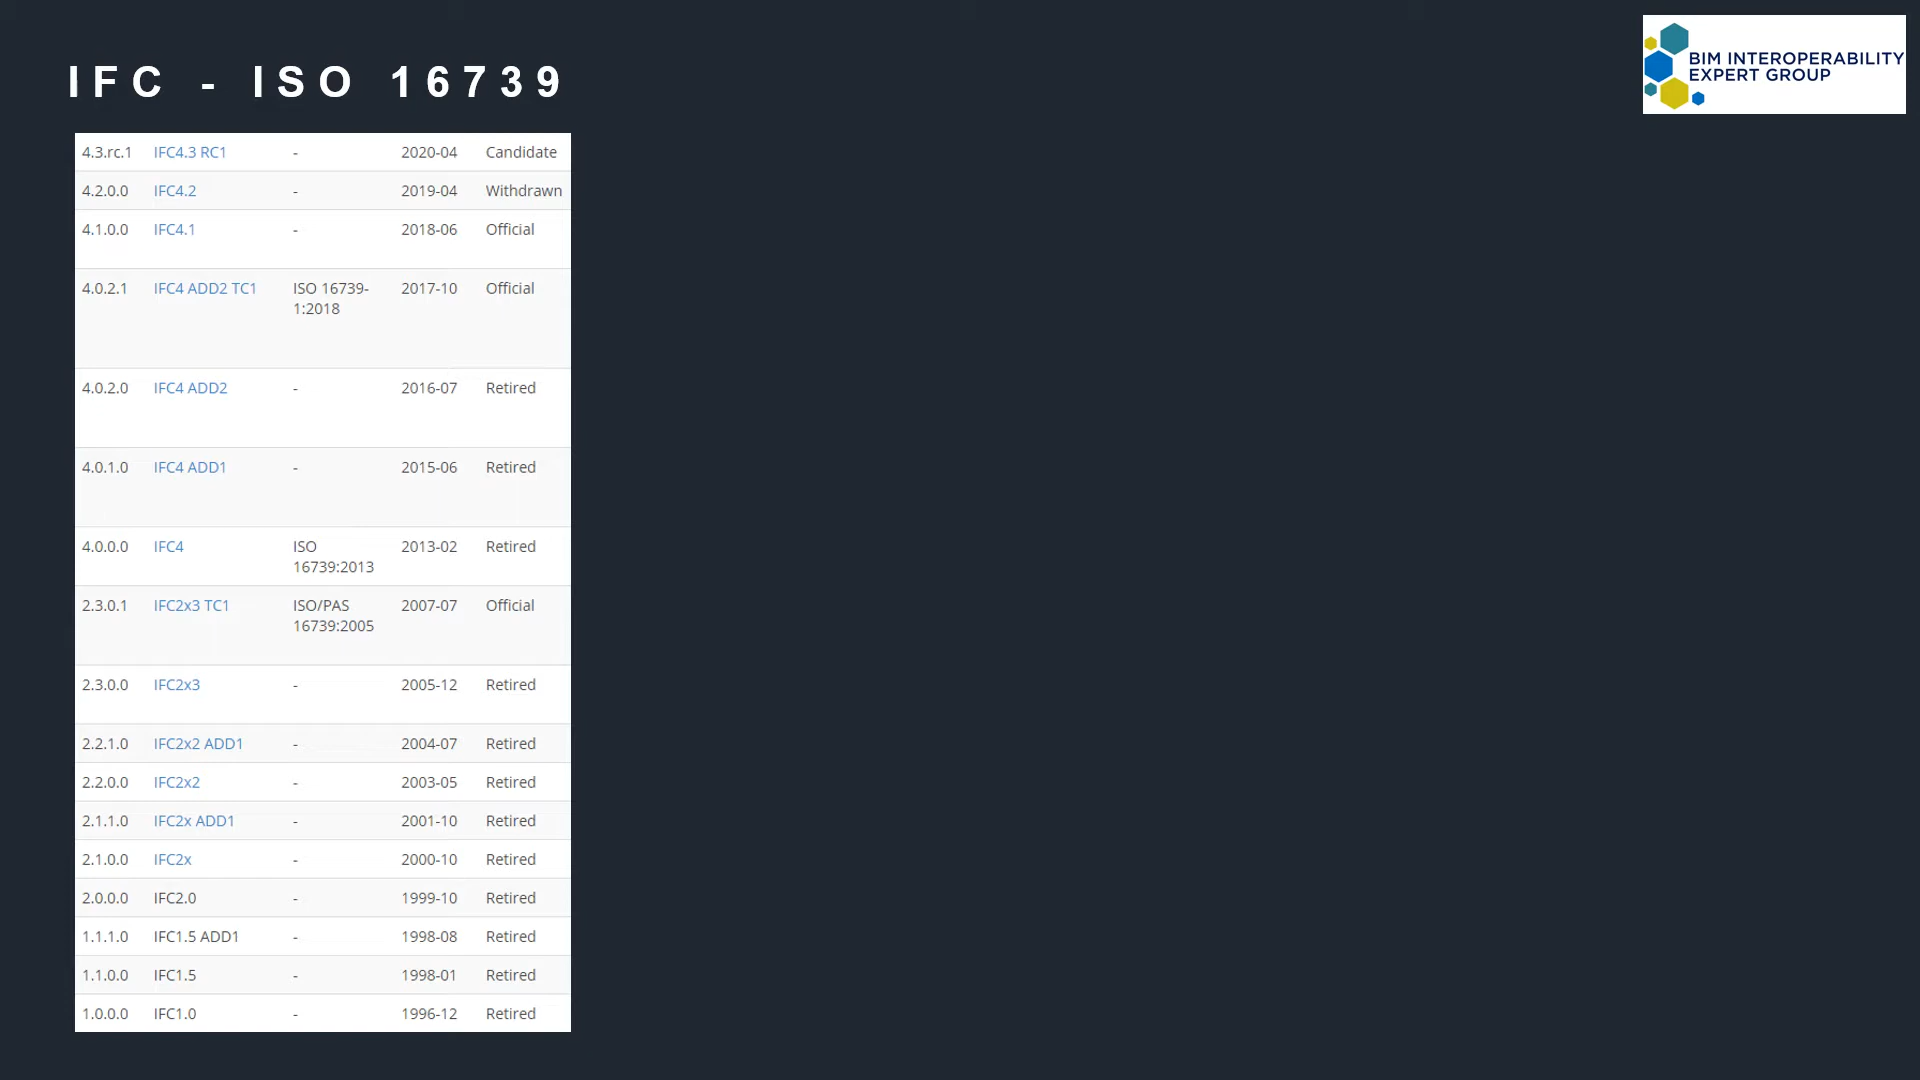 IFC - ISO 16739
BIM INTEROPERABILITY
EXPERT GROUP
4.3.rc.1 IFC4.3 RC1 - 2020-04 Candidate
4.2.0.0 IFC4.2 - 2019-04 Withdrawn
4.1.0.0 IFC4.1 - 2018-06 Official
4.0.2.1 IFC4 ADD2 TC1 ISO 16739- 2017-10 Official
1:2018
4.0.2.0 IFC4 ADD2 - 2016-07 Retired
4.0.1.0 IFC4 ADD1 - 2015-06 Retired
4.0.0.0 IFC4 ISO 2013-02 Retired
16739:2013
2.3.0.1 IFC2x3 TC1 ISO/PAS 2007-07 Official
16739:2005
2.3.0.0 IFC2x3 - 2005-12 Retired
2.2.1.0 IFC2x2 ADD1 - 2004-07 Retired
2.2.0.0 IFC2x2 - 2003-05 Retired
2.1.1.0 IFC2x ADD1 - 2001-10 Retired
2.1.0.0 IFC2x - 2000-10 Retired
2.0.0.0 IFC2.0 - 1999-10 Retired
1.1.1.0 IFC1.5 ADD1 - 1998-08 Retired
1.1.0.0 IFC1.5 - 1998-01 Retired
1.0.0.0 IFC1.0 - 1996-12 Retired